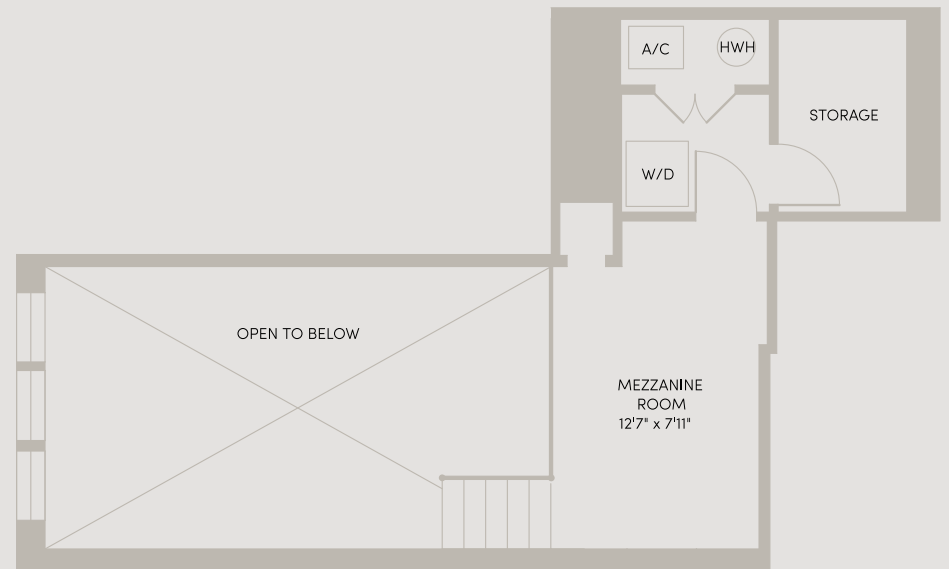 A/C
HWH
STORAGE
W/D
OPEN TO BELOW
MEZZANINE
ROOM
12'7" x 7'11"